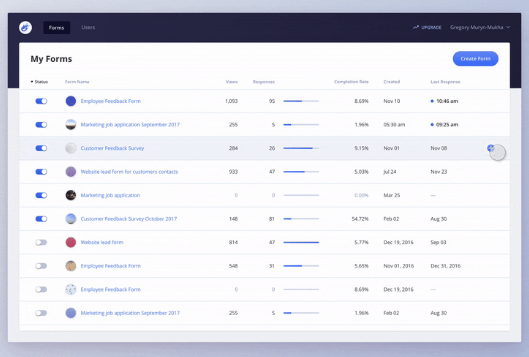 Forms Users UPGRADE Gregory Muryn-Mukha
My Forms Create Form
Status Form Name Views Responses Completion Rate Created Last Response
Employee Feedback Form 1,093 95 8.69% Nov 10 10:46 am
Marketing job application September 2017 255 5 1.96% 09:30 am 09:25 am
Customer Feedback Survey 284 26 9.15% Nov 01 Nov 08
Website lead form for customers contacts 933 47 5.03% Jul 24 Nov 23
Marketing job application 0 0 0.00% Mar 25 —
Customer Feedback Survey October 2017 148 81 54.72% Feb 02 Aug 30
Website lead form 814 47 5.77% Dec 19, 2016 Sep 03
Employee Feedback Form 548 31 5.65% Nov 01, 2016 Dec 31, 2016
Employee Feedback Form 0 0 8.69% Dec 13, 2016 —
Marketing job application September 2017 255 5 1.96% Feb 02 Aug 30